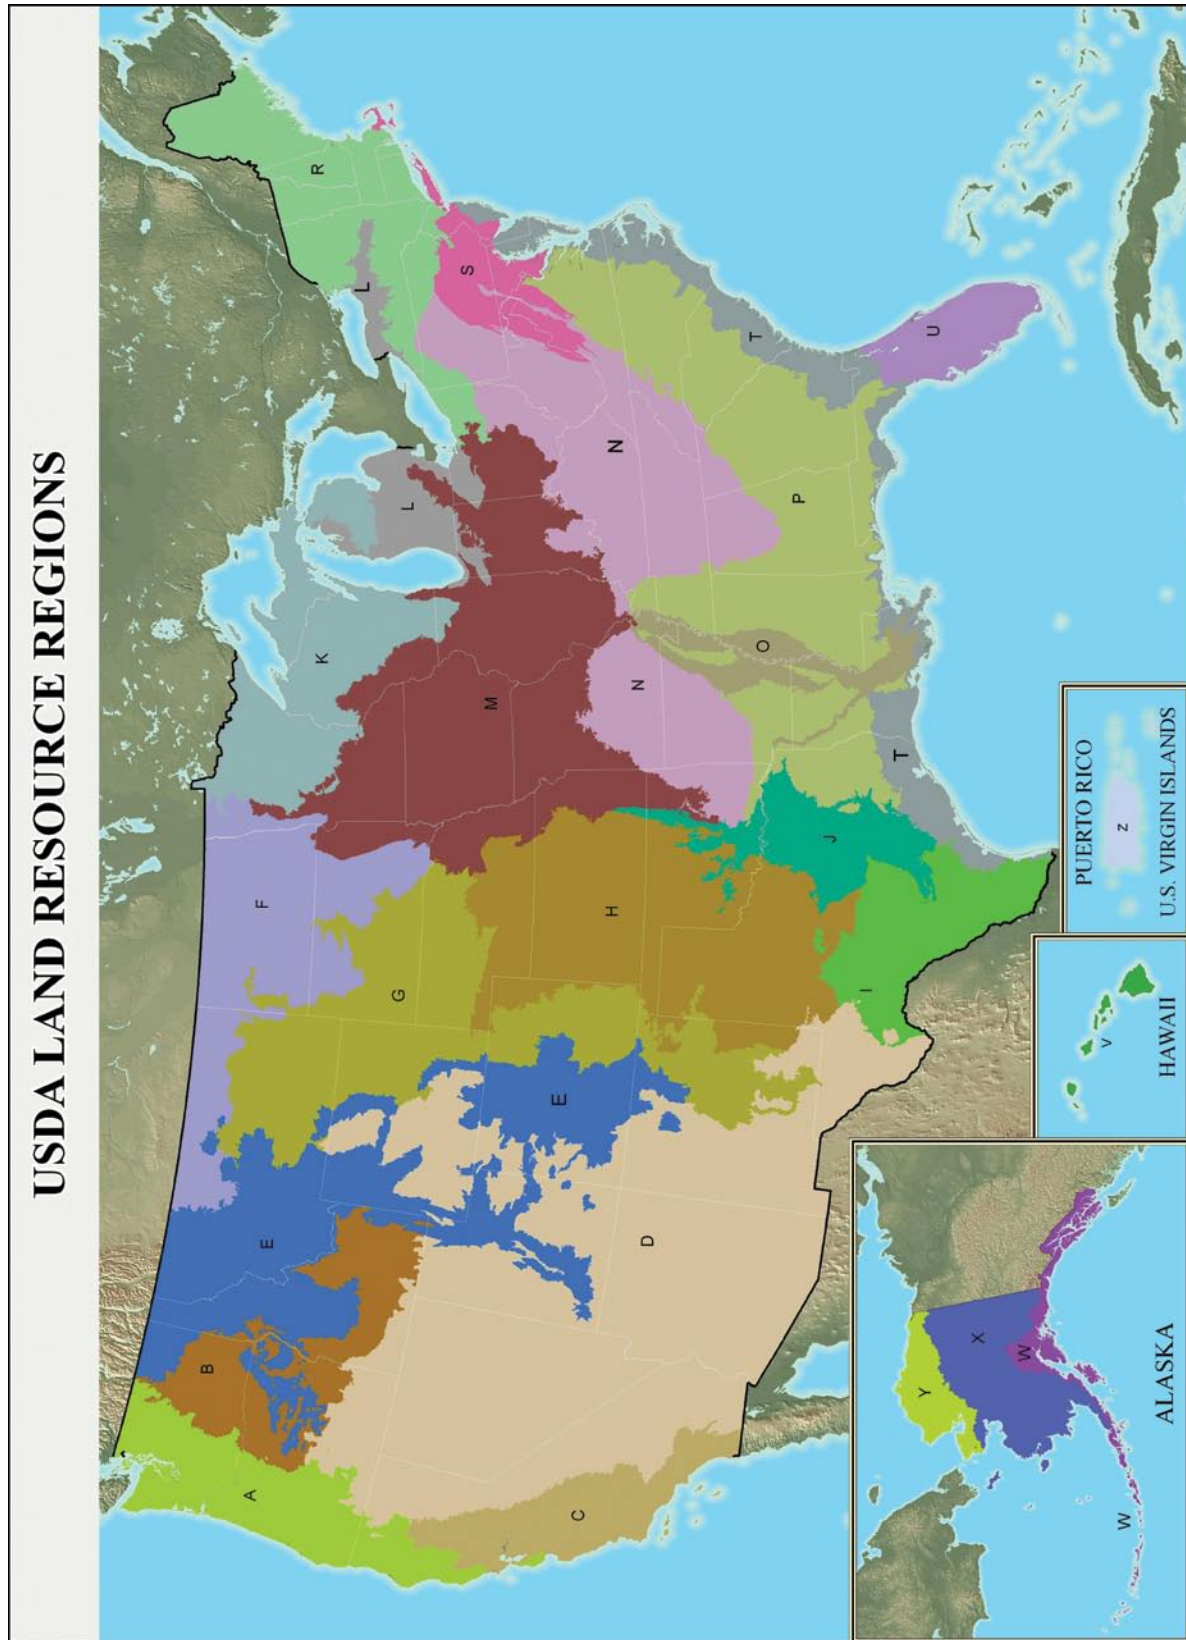 USDA LAND RESOURCE REGIONS
R
L
L
S
K
F
M
N
N
A
B
E
G
H
E
D
C
I
J
O
P
T
T
U
PUERTO RICO
Z
U.S. VIRGIN ISLANDS
V
HAWAII
Y
X
W
W
ALASKA